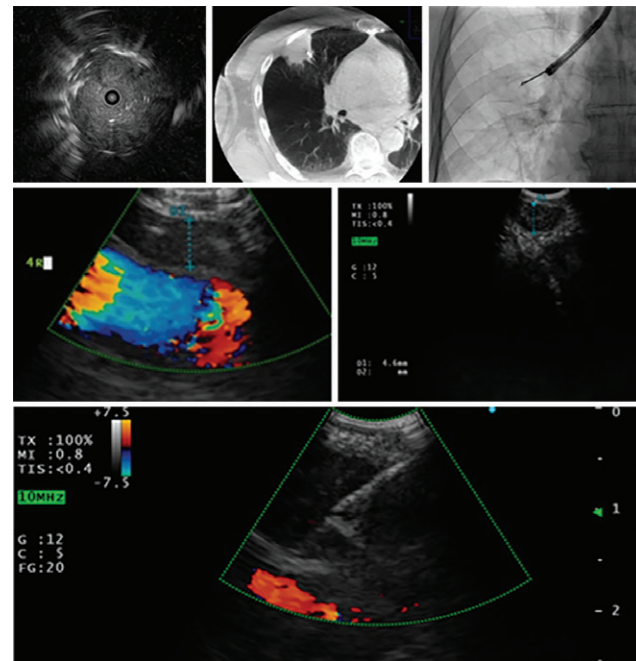 4R
TX :100%
MI :0.8
TIS:<0.4
10MHz
G :12
C : 5
D1: 4.6mm
D2: mm
+7.5
-7.5
TX :100%
MI :0.8
TIS:<0.4
10MHz
G :12
C : 5
FG:20
0
1
2